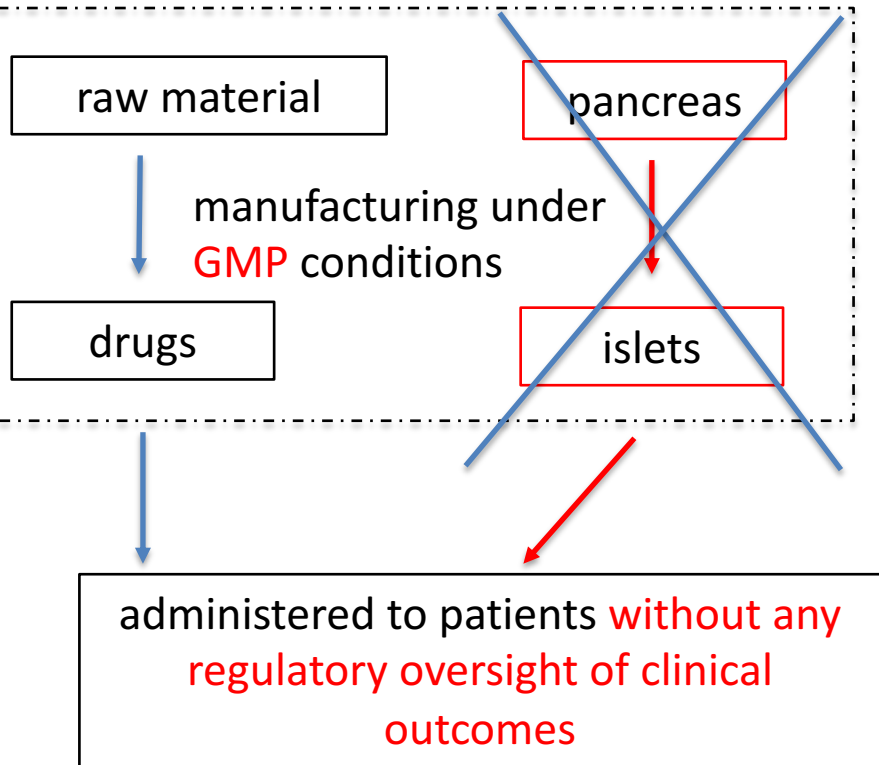 raw material
pancreas
manufacturing under
GMP conditions
drugs
islets
administered to patients without any
regulatory oversight of clinical
outcomes